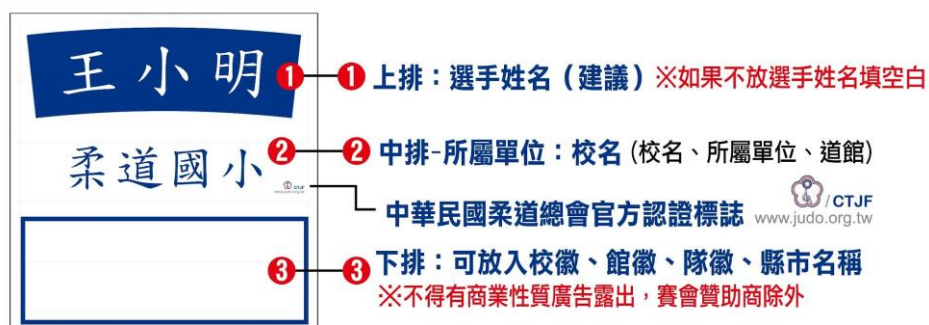 王小明
❶ ❶ 上排：選手姓名（建議）※如果不放選手姓名填空白
柔道國小
❷ ❷ 中排-所屬單位：校名 (校名、所屬單位、道館)
CTJF
中華民國柔道總會官方認證標誌 /CTJF
www.judo.org.tw
❸ ❸ 下排：可放入校徽、館徽、隊徽、縣市名稱
※不得有商業性質廣告露出，賽會贊助商除外